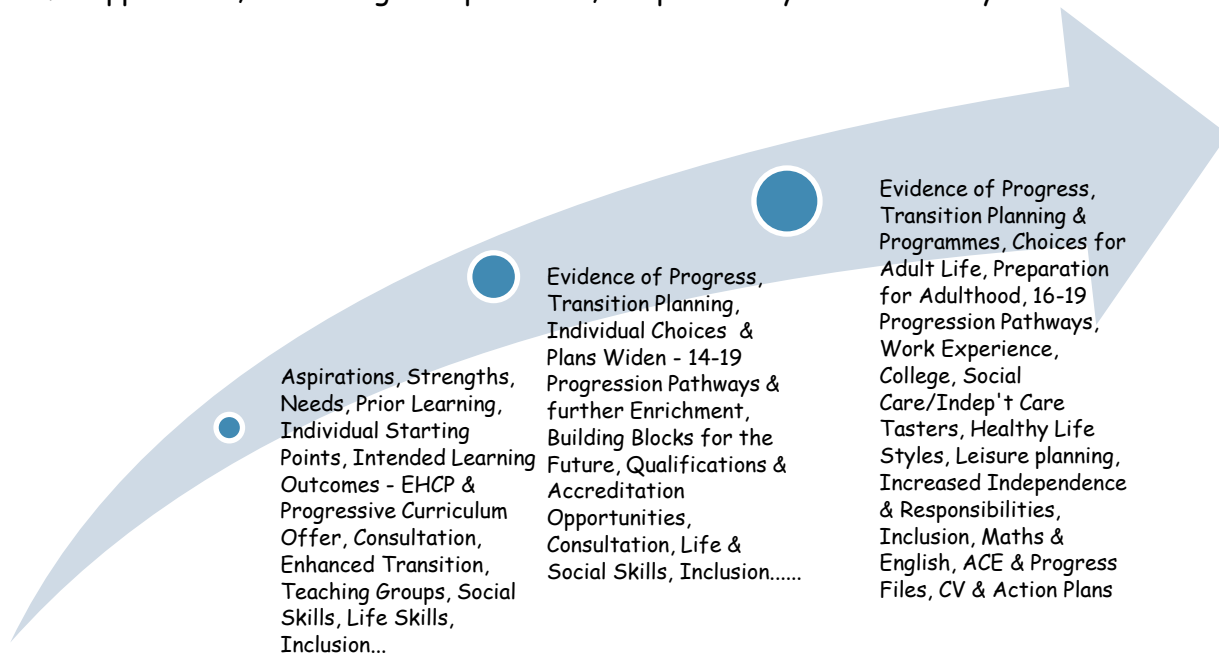 Aspirations, Strengths,
Needs, Prior Learning,
Individual Starting
Points, Intended Learning
Outcomes - EHCP &
Progressive Curriculum
Offer, Consultation,
Enhanced Transition,
Teaching Groups, Social
Skills, Life Skills,
Inclusion...
Evidence of Progress,
Transition Planning,
Individual Choices &
Plans Widen - 14-19
Progression Pathways &
further Enrichment,
Building Blocks for the
Future, Qualifications &
Accreditation
Opportunities,
Consultation, Life &
Social Skills, Inclusion......
Evidence of Progress,
Transition Planning &
Programmes, Choices for
Adult Life, Preparation
for Adulthood, 16-19
Progression Pathways,
Work Experience,
College, Social
Care/Indep't Care
Tasters, Healthy Life
Styles, Leisure planning,
Increased Independence
& Responsibilities,
Inclusion, Maths &
English, ACE & Progress
Files, CV & Action Plans